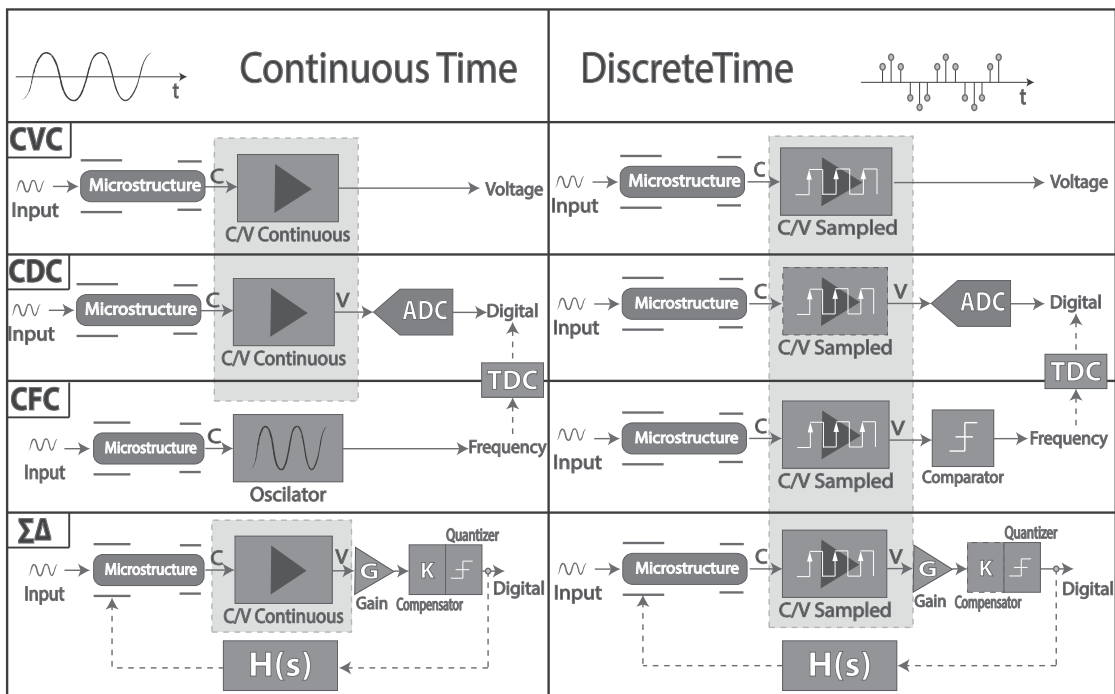 Continuous Time
t
DiscreteTime
t
CVC
Input
Microstructure
C
C/V Continuous
Voltage
Input
Microstructure
C
C/V Sampled
Voltage
CDC
Input
Microstructure
C
C/V Continuous
V
ADC
Digital
TDC
Input
Microstructure
C
C/V Sampled
V
ADC
Digital
TDC
CFC
Input
Microstructure
C
Oscilator
Frequency
Input
Microstructure
C
C/V Sampled
V
Comparator
Frequency
ΣΔ
Input
Microstructure
C
C/V Continuous
V
G
Gain
K
Compensator
Quantizer
Digital
H(s)
Input
Microstructure
C
C/V Sampled
V
G
Gain
K
Compensator
Quantizer
Digital
H(s)